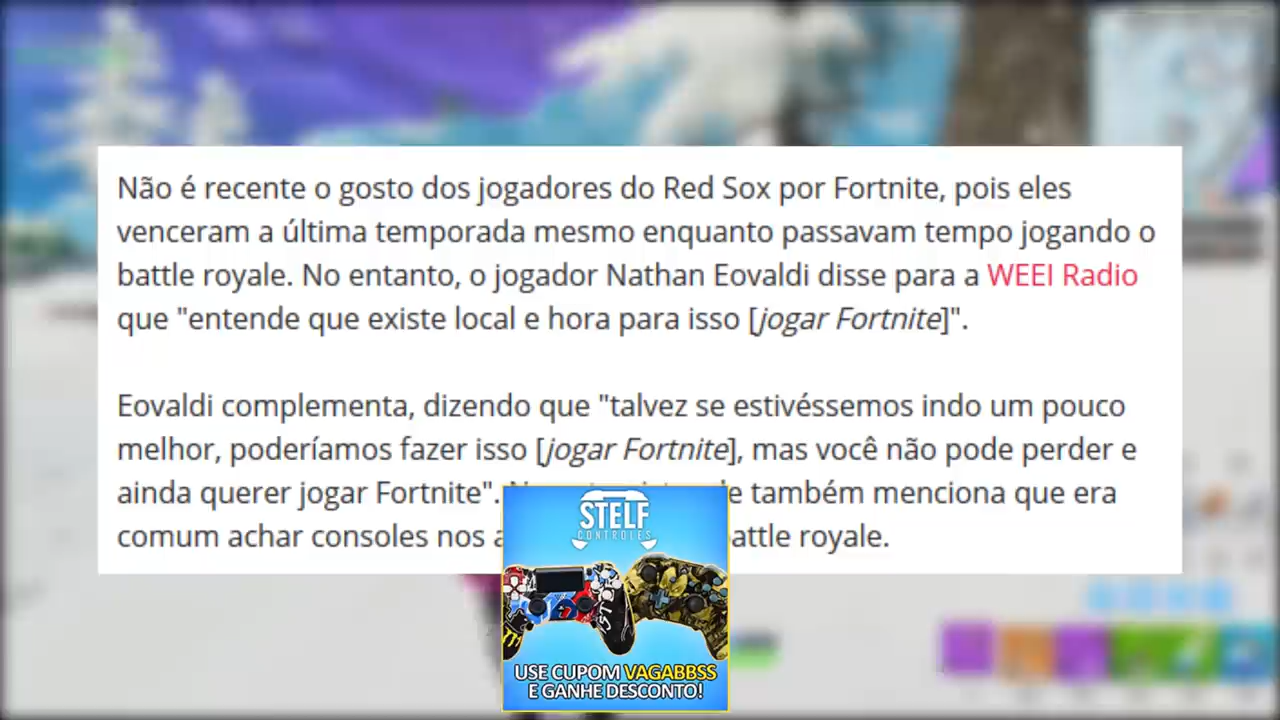 Não é recente o gosto dos jogadores do Red Sox por Fortnite, pois eles
venceram a última temporada mesmo enquanto passavam tempo jogando o
battle royale. No entanto, o jogador Nathan Eovaldi disse para a WEEI Radio
que "entende que existe local e hora para isso [jogar Fortnite]".
Eovaldi complementa, dizendo que "talvez se estivéssemos indo um pouco
melhor, poderíamos fazer isso [jogar Fortnite], mas você não pode perder e
ainda querer jogar Fortnite". também menciona que era
comum achar consoles nos battle royale.
STELF
CONTROLES
USE CUPOM VAGABBSS
E GANHE DESCONTO!